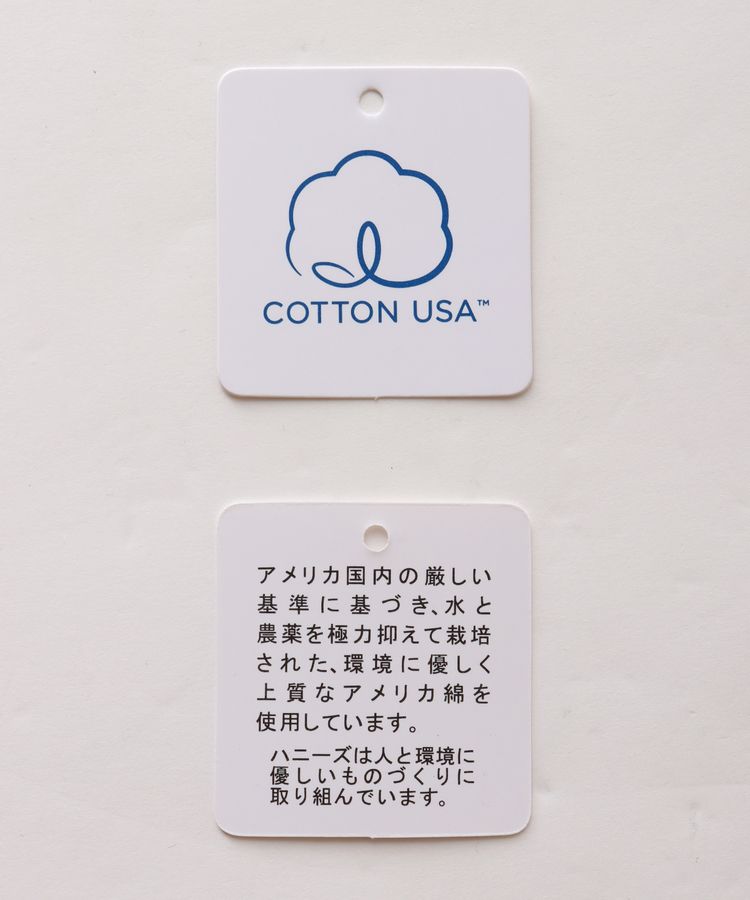 COTTON USA™
アメリカ国内の厳しい
基準に基づき、水と
農薬を極力抑えて栽培
された、環境に優しく
上質なアメリカ綿を
使用しています。
ハニーズは人と環境に
優しいものづくりに
取り組んでいます。